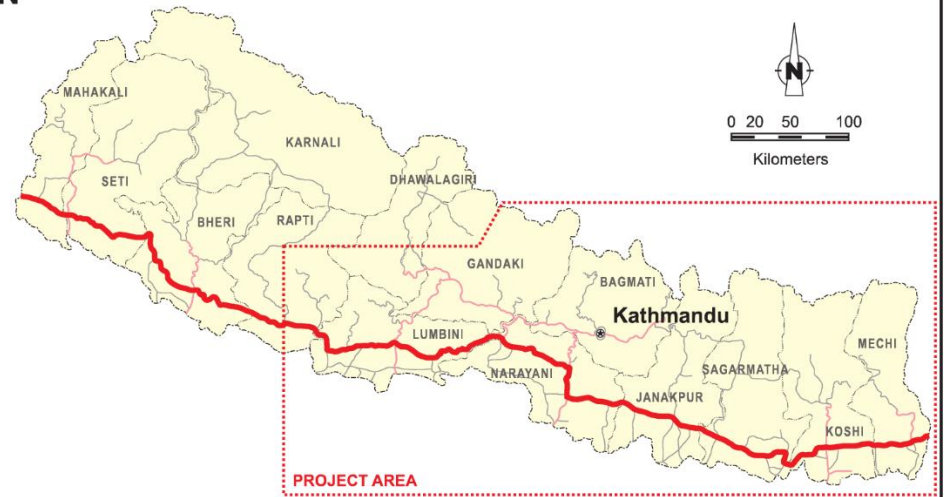 N
MAHAKALI
N
0 20 50 100
Kilometers
KARNALI
SETI
DHAWALAGIRI
BHERI
RAPTI
GANDAKI
BAGMATI
Kathmandu
LUMBINI
MECHI
SAGARMATHA
NARAYANI
JANAKPUR
KOSHI
PROJECT AREA